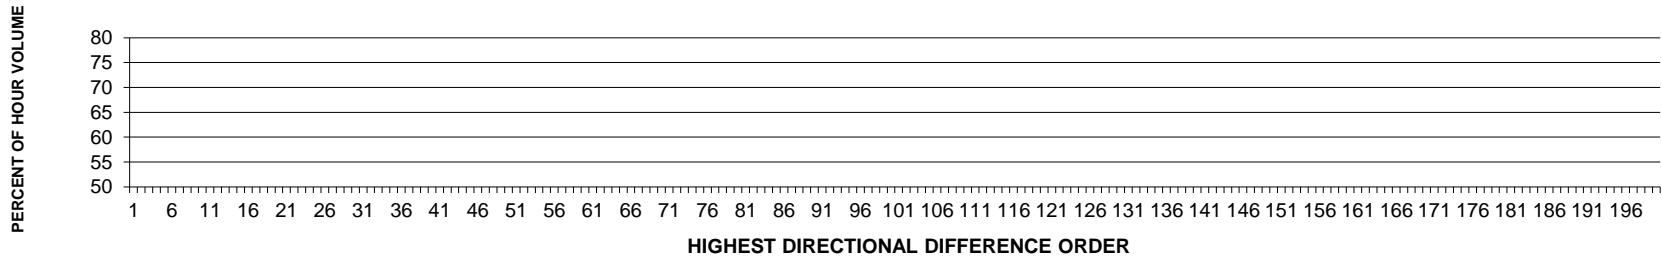 PERCENT OF HOUR VOLUME
80
75
70
65
60
55
50
1 6 11 16 21 26 31 36 41 46 51 56 61 66 71 76 81 86 91 96 101 106 111 116 121 126 131 136 141 146 151 156 161 166 171 176 181 186 191 196
HIGHEST DIRECTIONAL DIFFERENCE ORDER